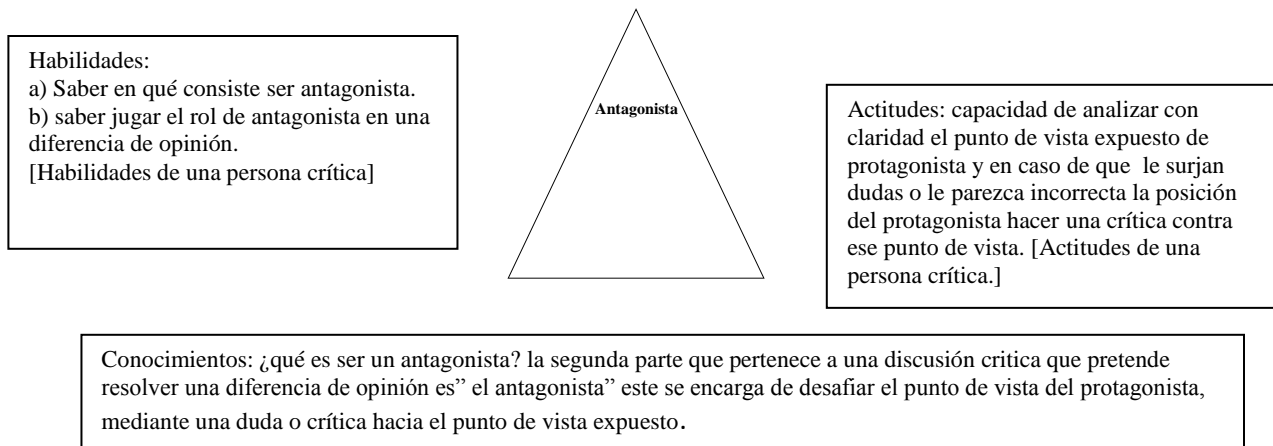 Habilidades:
a) Saber en qué consiste ser antagonista.
b) saber jugar el rol de antagonista en una
diferencia de opinión.
[Habilidades de una persona crítica]
Antagonista
Actitudes: capacidad de analizar con
claridad el punto de vista expuesto de
protagonista y en caso de que le surjan
dudas o le parezca incorrecta la posición
del protagonista hacer una crítica contra
ese punto de vista. [Actitudes de una
persona crítica.]
Conocimientos: ¿qué es ser un antagonista? la segunda parte que pertenece a una discusión critica que pretende
resolver una diferencia de opinión es” el antagonista” este se encarga de desafiar el punto de vista del protagonista,
mediante una duda o crítica hacia el punto de vista expuesto.